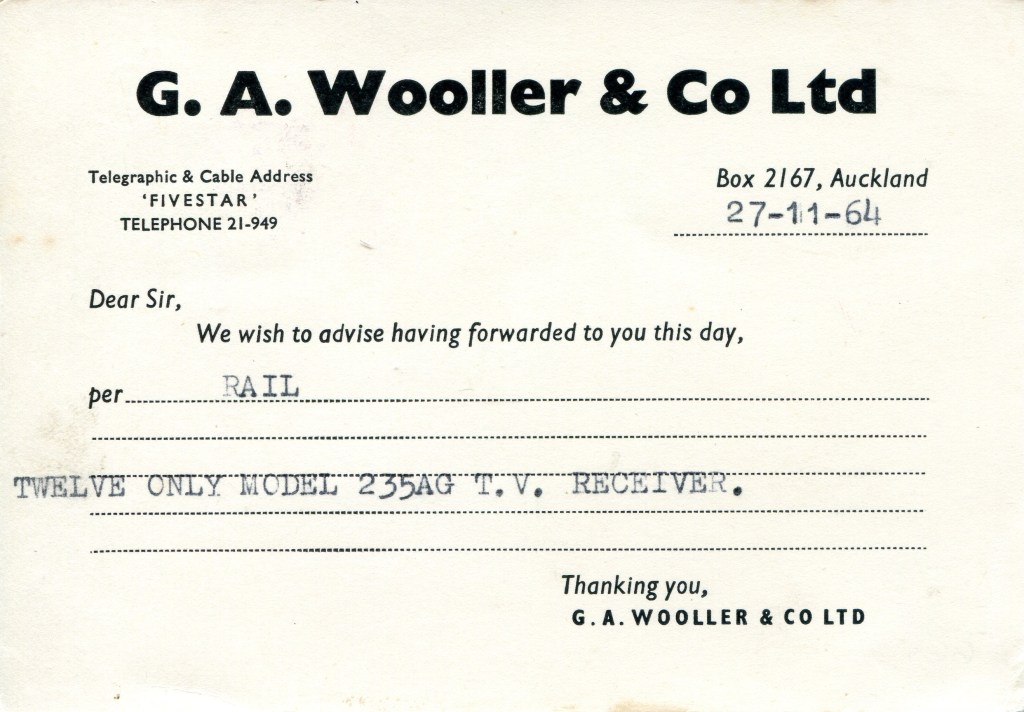 G. A. Wooller & Co Ltd
Telegraphic & Cable Address
'FIVESTAR'
TELEPHONE 21-949
Box 2167, Auckland
27-11-64
Dear Sir,
We wish to advise having forwarded to you this day,
per RAIL
TWELVE ONLY MODEL 235AG T.V. RECEIVER.
Thanking you,
G. A. WOOLLER & CO LTD